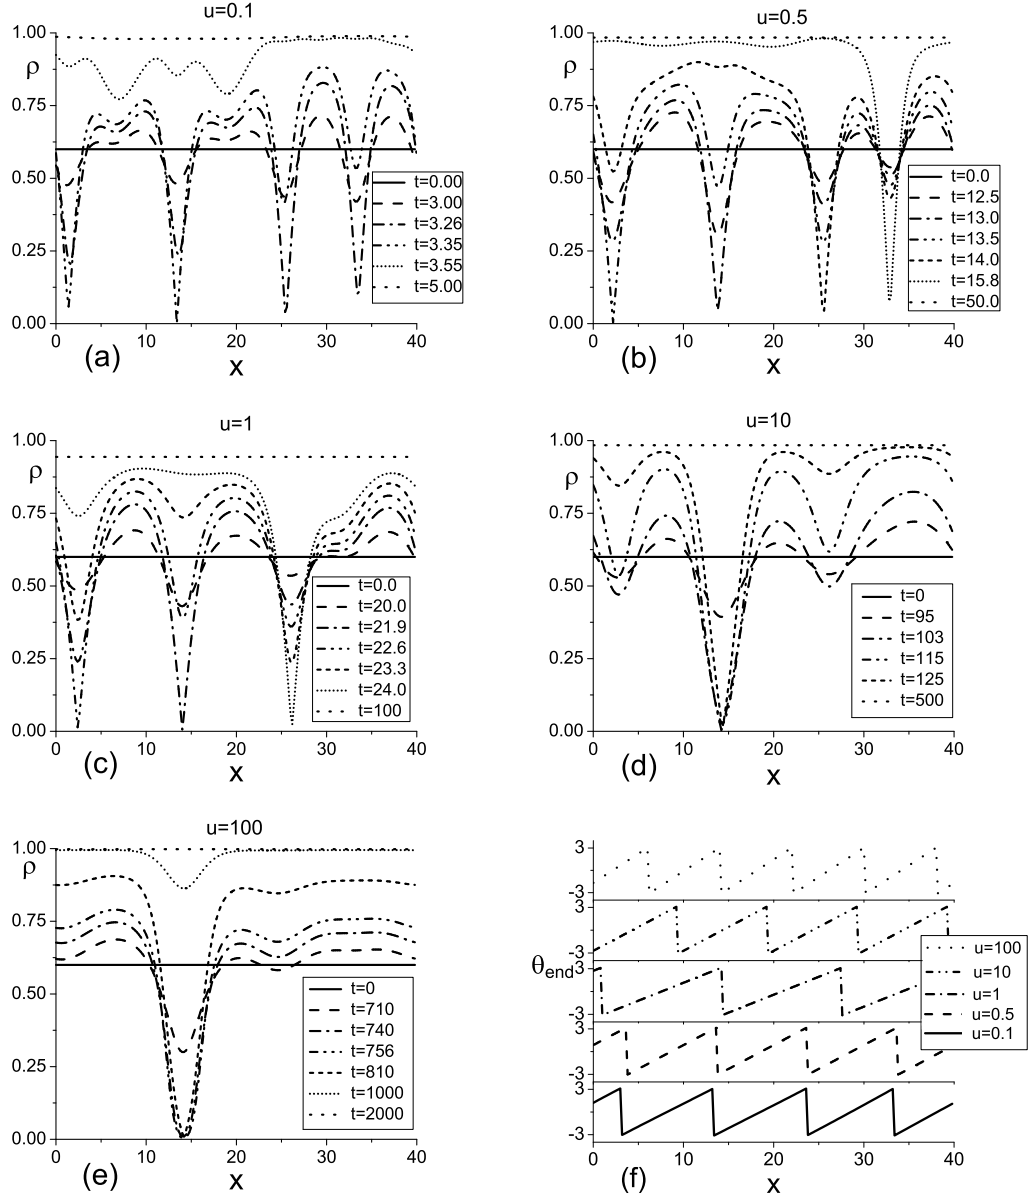 u=0.1
1.00
ρ
0.75
0.50
0.25
0.00
t=0.00
t=3.00
t=3.26
t=3.35
t=3.55
t=5.00
0 10 20 30 40
(a) x
u=0.5
1.00
ρ
0.75
0.50
0.25
0.00
t=0.0
t=12.5
t=13.0
t=13.5
t=14.0
t=15.8
t=50.0
0 10 20 30 40
(b) x
u=1
1.00
ρ
0.75
0.50
0.25
0.00
t=0.0
t=20.0
t=21.9
t=22.6
t=23.3
t=24.0
t=100
0 10 20 30 40
(c) x
u=10
1.00
ρ
0.75
0.50
0.25
0.00
t=0
t=95
t=103
t=115
t=125
t=500
0 10 20 30 40
(d) x
u=100
1.00
ρ
0.75
0.50
0.25
0.00
t=0
t=710
t=740
t=756
t=810
t=1000
t=2000
0 10 20 30 40
(e) x
3
-3
3
-3
θend
3
-3
3
-3
3
-3
u=100
u=10
u=1
u=0.5
u=0.1
0 10 20 30 40
(f) x